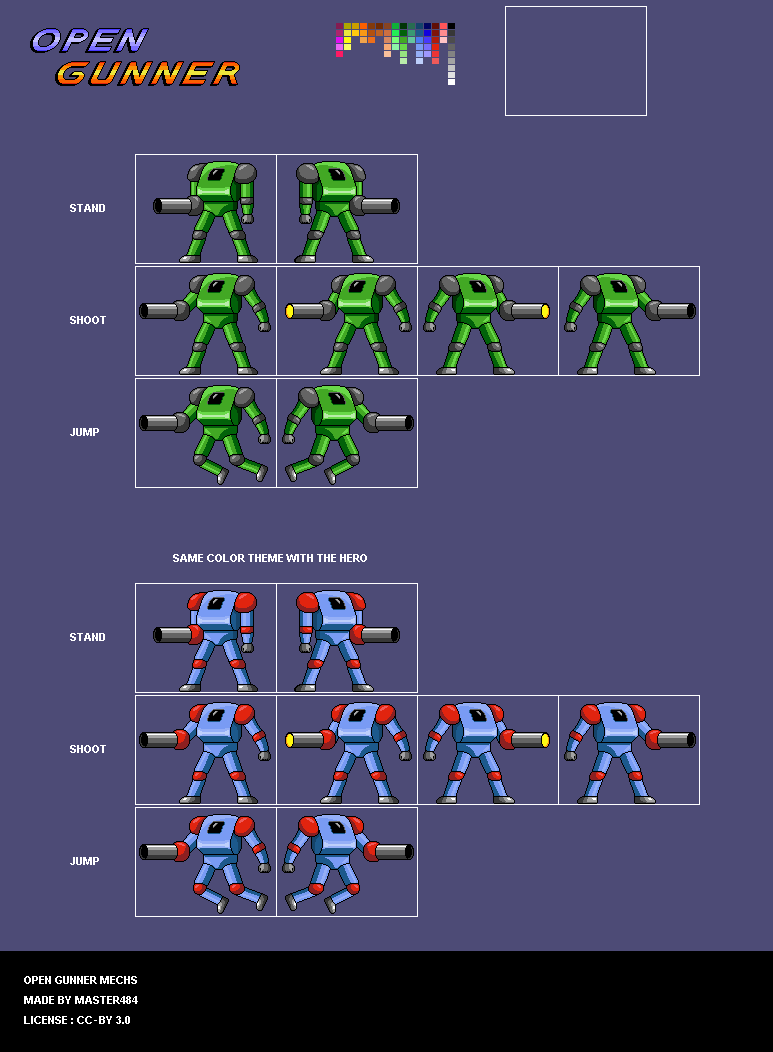 OPEN
GUNNER
STAND
SHOOT
JUMP
SAME COLOR THEME WITH THE HERO
STAND
SHOOT
JUMP
OPEN GUNNER MECHS
MADE BY MASTER484
LICENSE : CC-BY 3.0